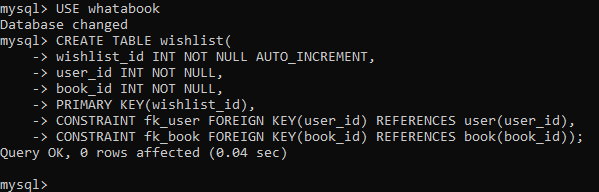 mysql> USE whatabook
Database changed
mysql> CREATE TABLE wishlist(
    -> wishlist_id INT NOT NULL AUTO_INCREMENT,
    -> user_id INT NOT NULL,
    -> book_id INT NOT NULL,
    -> PRIMARY KEY(wishlist_id),
    -> CONSTRAINT fk_user FOREIGN KEY(user_id) REFERENCES user(user_id),
    -> CONSTRAINT fk_book FOREIGN KEY(book_id) REFERENCES book(book_id));
Query OK, 0 rows affected (0.04 sec)
mysql>